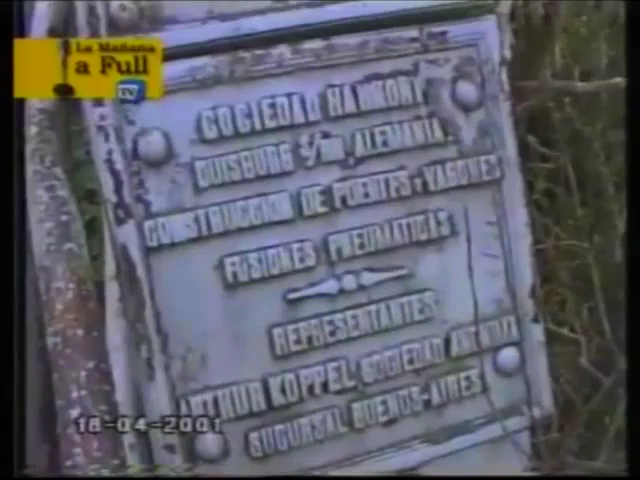 La Mañana
a Full
TV
SOCIEDAD HARKORT
DUISBURG s/m, ALEMANIA
CONSTRUCCION DE PUENTES Y VAGONES
FUSIONES PNEUMATICAS
REPRESENTANTES
ARTHUR KOPPEL, SOCIEDAD ANONIMA
SUCURSAL BUENOS-AIRES
18-04-2001